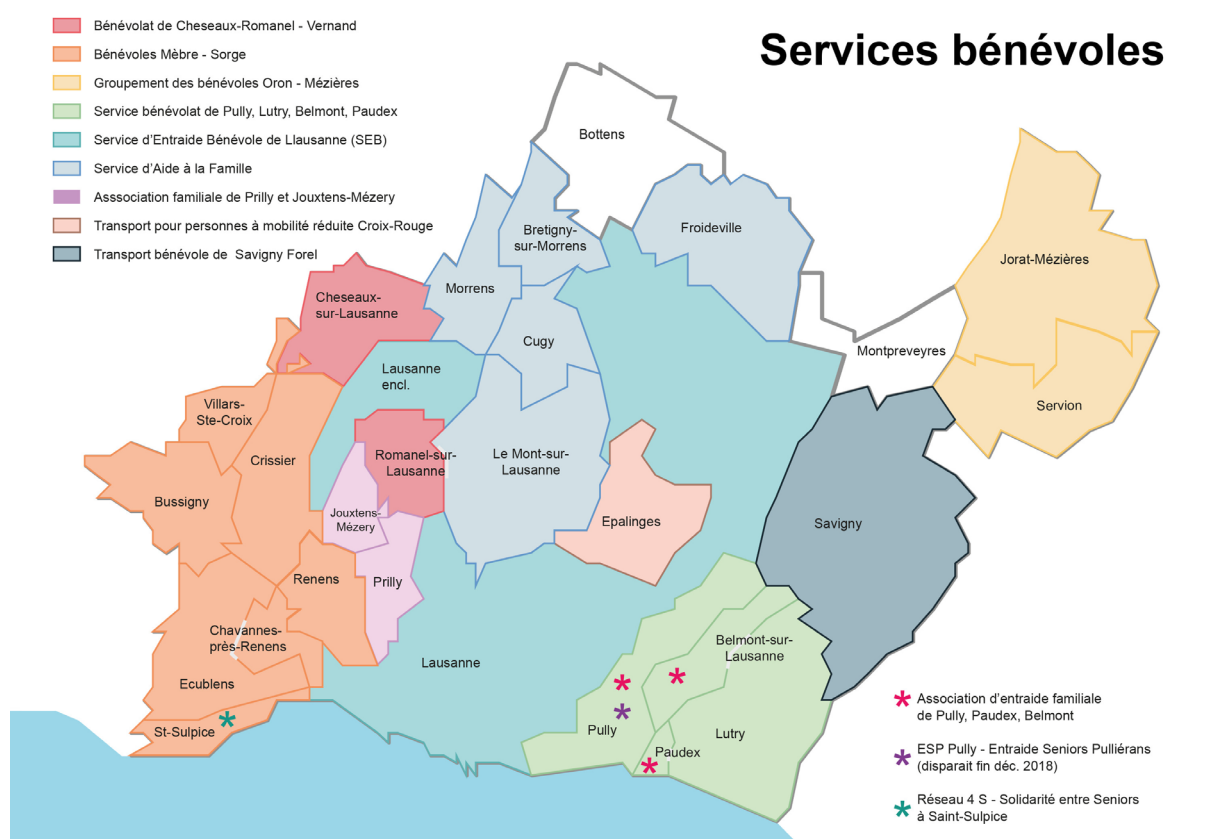 Services bénévoles
Bénévolat de Cheseaux-Romanel - Vernand
Bénévoles Mèbre - Sorge
Groupement des bénévoles Oron - Mézières
Service bénévolat de Pully, Lutry, Belmont, Paudex
Service d'Entraide Bénévole de Llausanne (SEB)
Service d'Aide à la Famille
Asssociation familiale de Prilly et Jouxtens-Mézery
Transport pour personnes à mobilité réduite Croix-Rouge
Transport bénévole de Savigny Forel
Bottens
Froideville
Bretigny-
sur-Morrens
Jorat-Mézières
Morrens
Cheseaux-
sur-Lausanne
Cugy
Montpreveyres
Lausanne
encl.
Servion
Villars-
Ste-Croix
Romanel-sur-
Lausanne
Le Mont-sur-
Lausanne
Crissier
Bussigny
Jouxtens-
Mézery
Epalinges
Savigny
Renens
Prilly
Chavannes-
près-Renens
Belmont-sur-
Lausanne
Lausanne
Ecublens
St-Sulpice
Pully
Lutry
Paudex
Association d'entraide familiale
de Pully, Paudex, Belmont
ESP Pully - Entraide Seniors Pulliérans
(disparait fin déc. 2018)
Réseau 4 S - Solidarité entre Seniors
à Saint-Sulpice